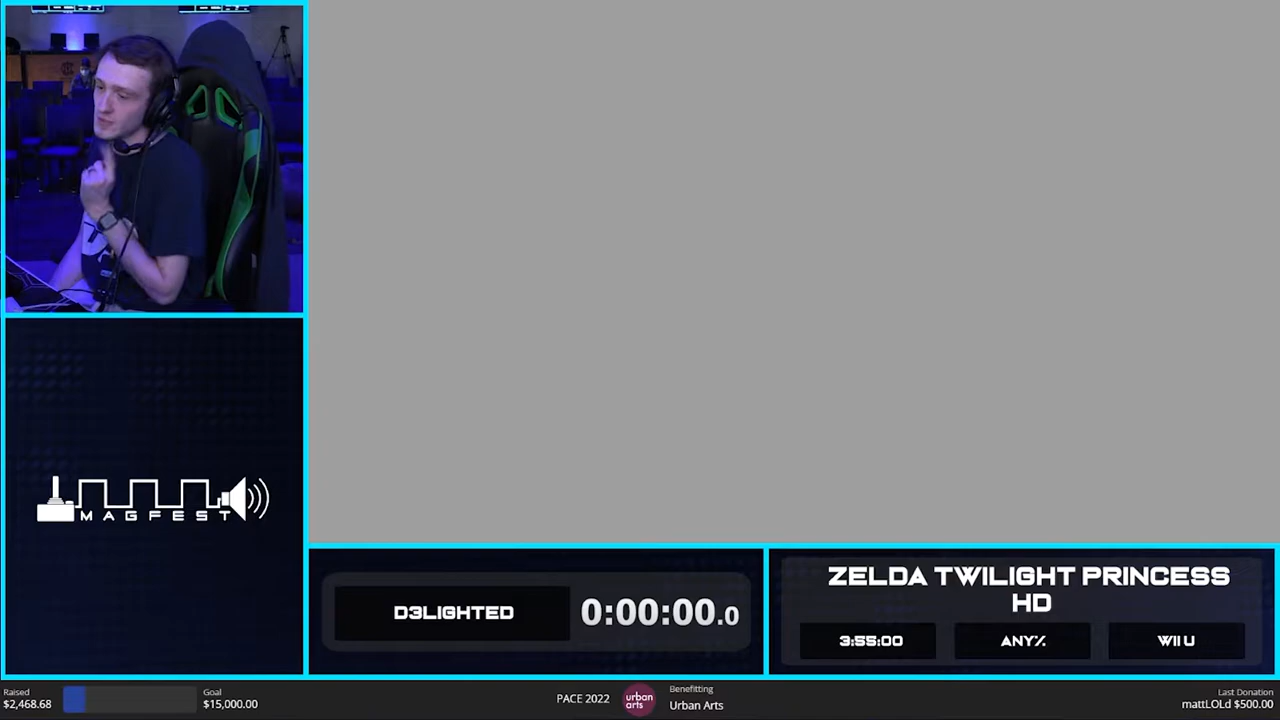 MAGFEST
D3LIGHTED
0:00:00.0
ZELDA TWILIGHT PRINCESS
HD
3:55:00
ANY%
WII U
Raised
$2,468.68
Goal
$15,000.00
PACE 2022
urban
arts
Benefitting
Urban Arts
Last Donation
mattLOLd $500.00